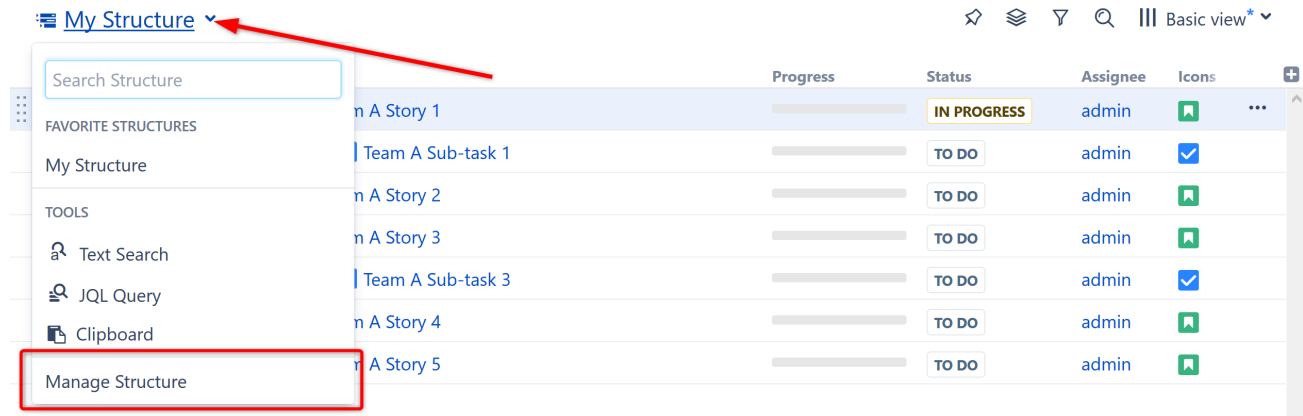 My Structure
Basic view*
Search Structure
Progress Status Assignee Icons
A Story 1 IN PROGRESS admin
FAVORITE STRUCTURES
Team A Sub-task 1 TO DO admin
My Structure
A Story 2 TO DO admin
TOOLS
A Story 3 TO DO admin
Text Search
Team A Sub-task 3 TO DO admin
JQL Query
A Story 4 TO DO admin
Clipboard
A Story 5 TO DO admin
Manage Structure